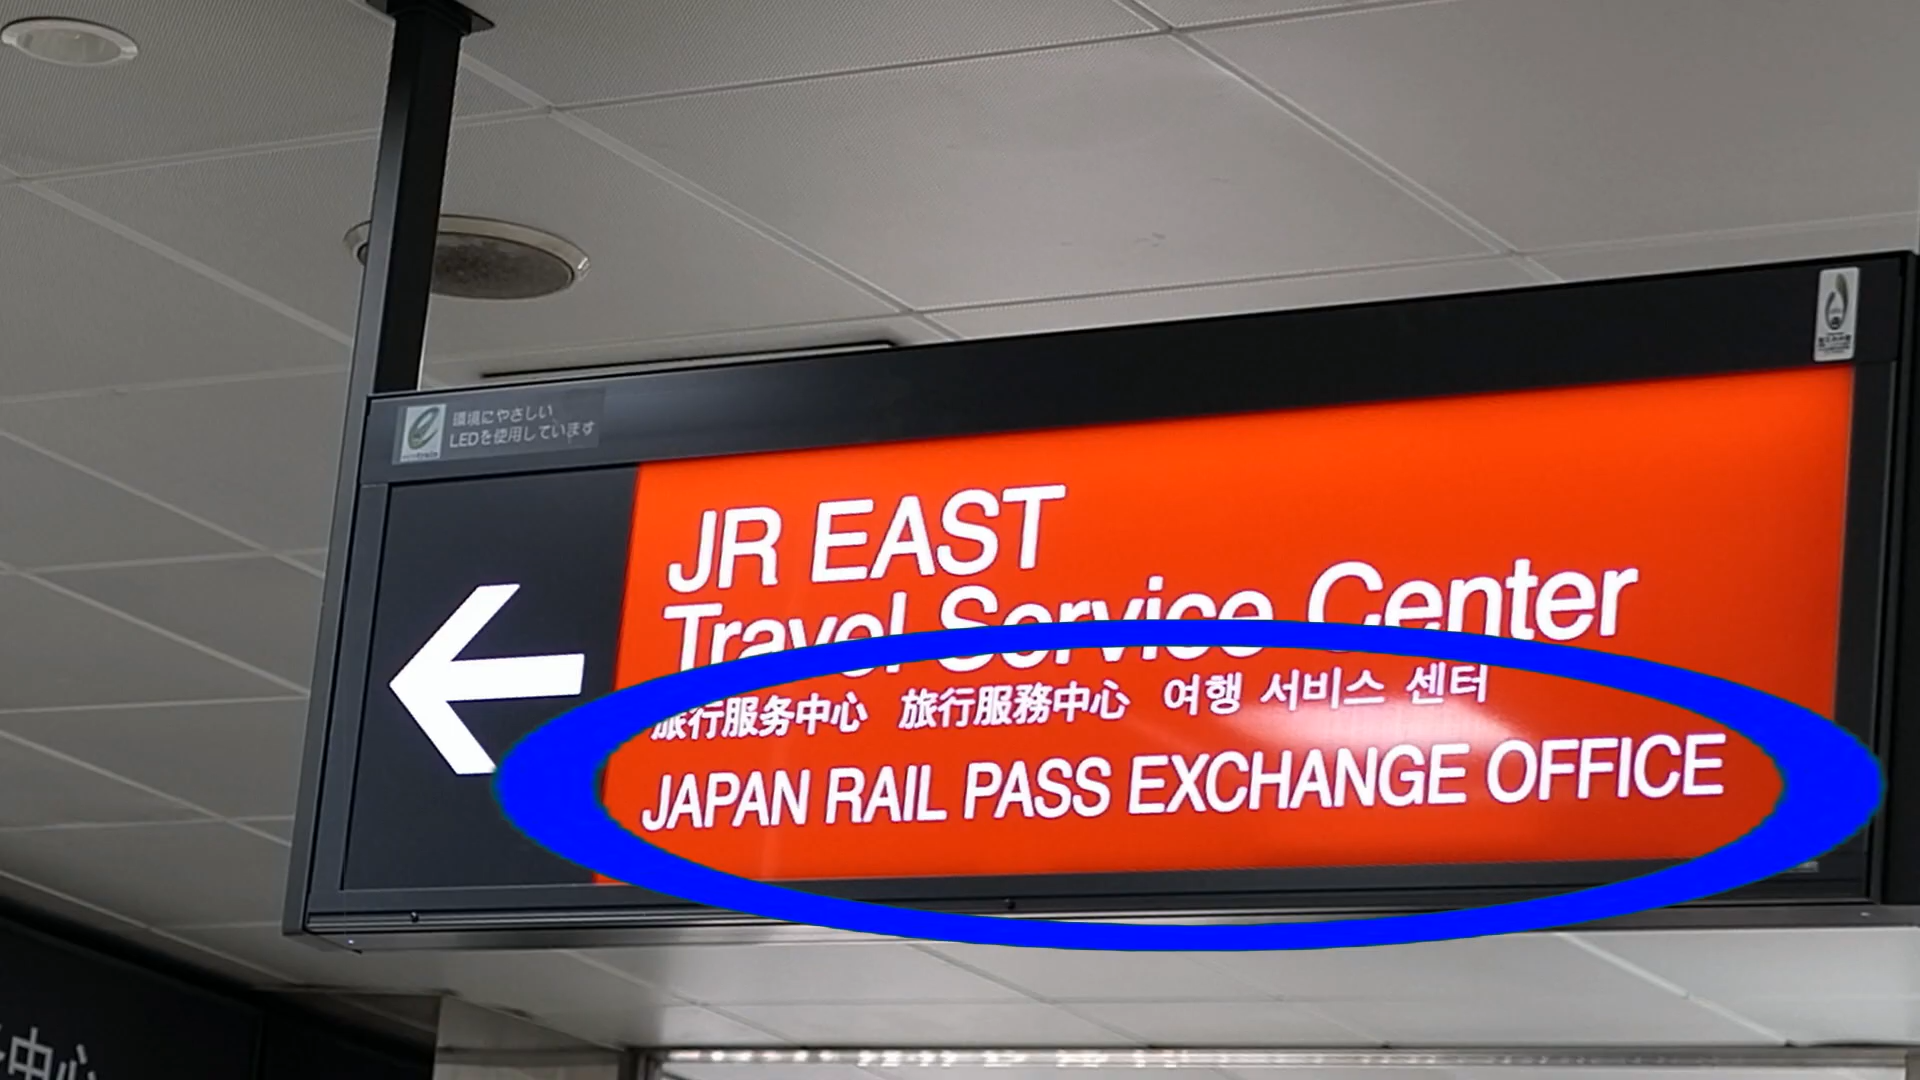 環境にやさしい
LEDを使用しています
JR EAST
Travel Service Center
旅行服务中心 旅行服務中心 여행 서비스 센터
JAPAN RAIL PASS EXCHANGE OFFICE
中心